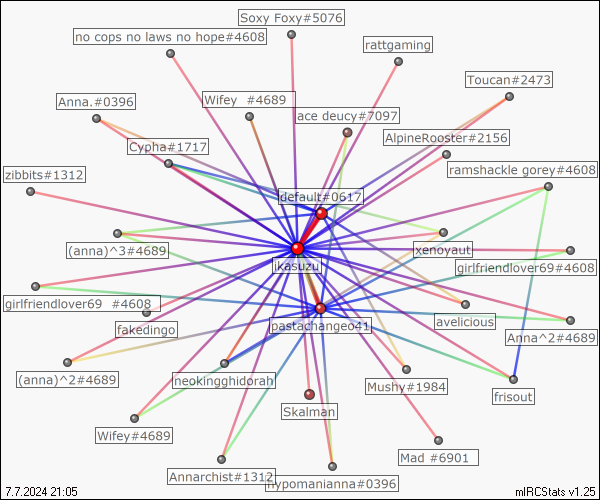 Soxy Foxy#5076
no cops no laws no hope#4608
rattgaming
Toucan#2473
Anna.#0396
Wifey #4689
ace deucy#7097
AlpineRooster#2156
Cypha#1717
ramshackle gorey#4608
zibbits#1312
default#0617
(anna)^3#4689
xenoyaut
jkasuzu
girlfriendlover69#4608
girlfriendlover69 #4608
fakedingo
pastachangeo41
avelicious
Anna^2#4689
(anna)^2#4689
neokingghidorah
Mushy#1984
frisout
Skalman
Wifey#4689
Mad #6901
Annarchist#1312
hypomanianna#0396
7.7.2024 21:05
mIRCStats v1.25